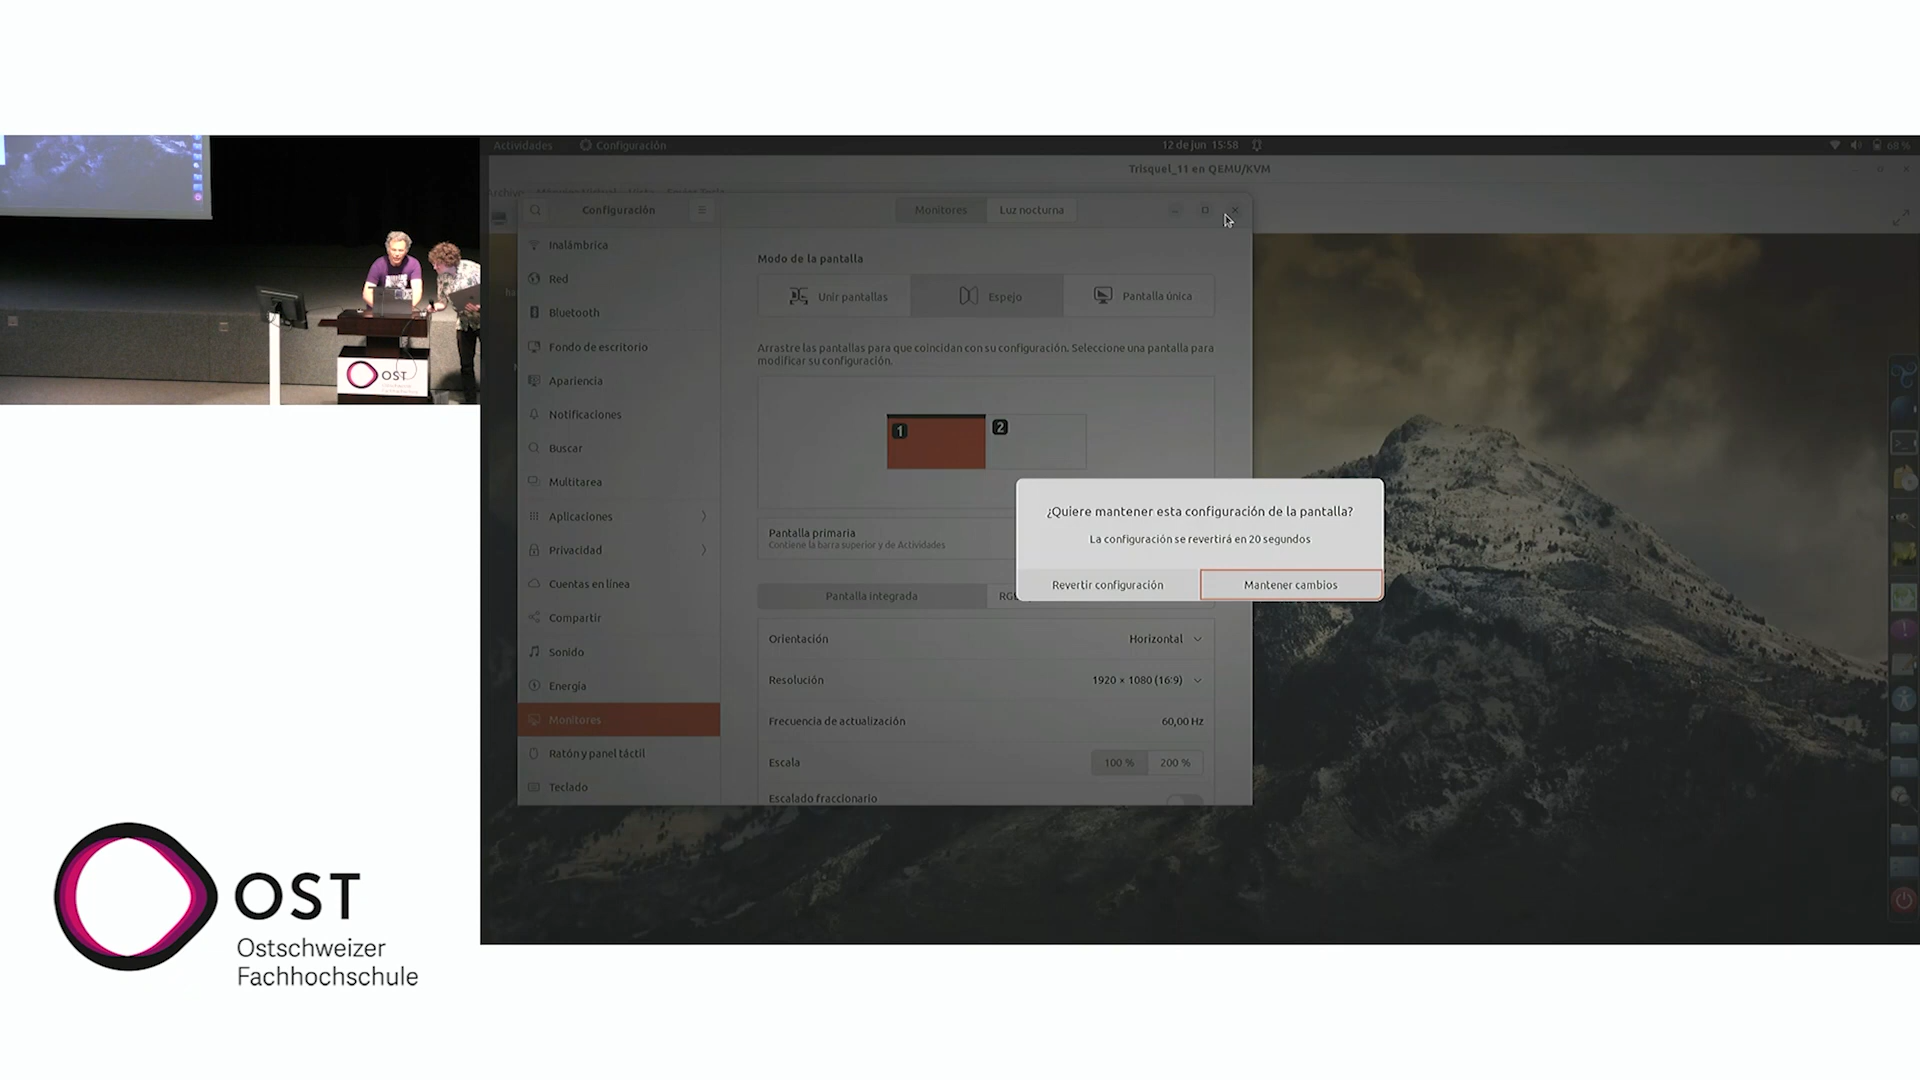 Actividades
Configuración
12 de jun 15:58
68 %
Trisquel_11 en QEMU/KVM
Configuración
Monitores
Luz nocturna
Inalámbrica
Red
Bluetooth
Fondo de escritorio
Apariencia
Notificaciones
Buscar
Multitarea
Aplicaciones
Privacidad
Cuentas en línea
Compartir
Sonido
Energía
Monitores
Ratón y panel táctil
Teclado
Modo de la pantalla
Unir pantallas
Espejo
Pantalla única
Arrastre las pantallas para que coincidan con su configuración. Seleccione una pantalla para
modificar su configuración.
1
2
Pantalla primaria
Contiene la barra superior y de Actividades
Pantalla integrada
Orientación
Horizontal
Resolución
1920 × 1080 (16:9)
Frecuencia de actualización
60,00 Hz
Escala
100 %
200 %
Escalado fraccionario
¿Quiere mantener esta configuración de la pantalla?
La configuración se revertirá en 20 segundos
Revertir configuración
Mantener cambios
OST
OST
Ostschweizer
Fachhochschule